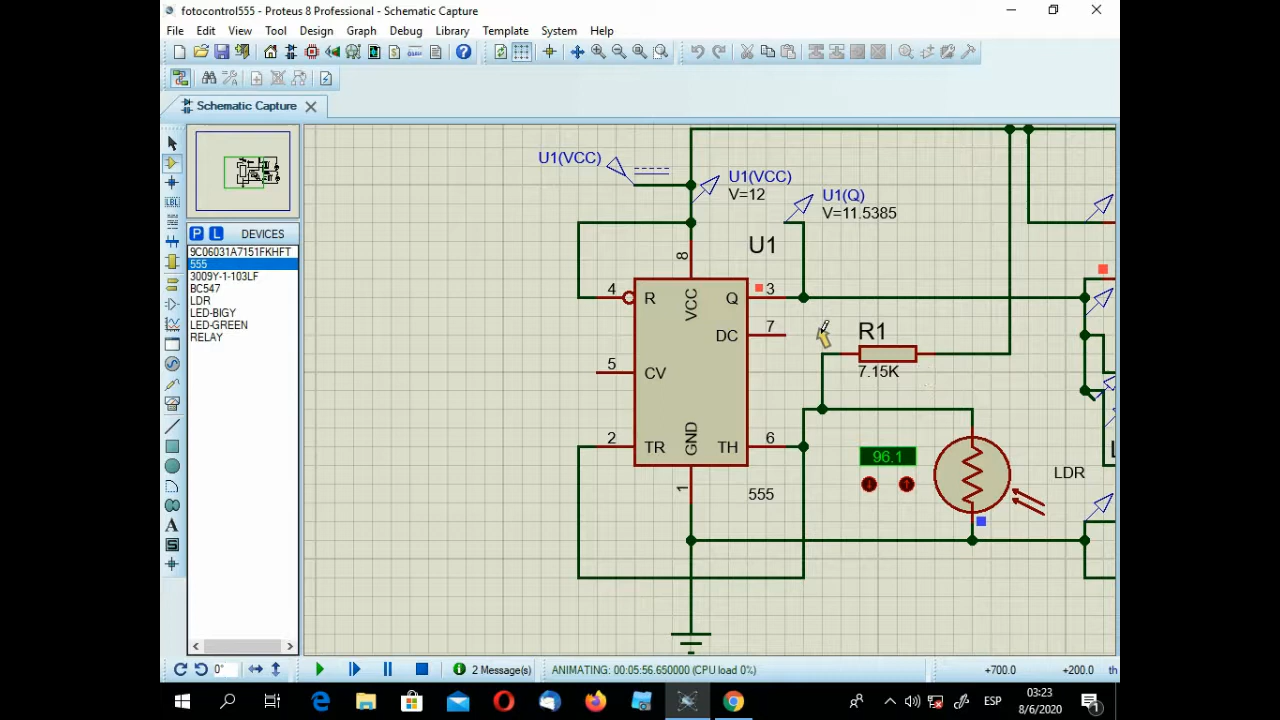 fotocontrol555 - Proteus 8 Professional - Schematic Capture
File Edit View Tool Design Graph Debug Library Template System Help
Schematic Capture
P L DEVICES
9C06031A7151FKHFT
555
3009Y-1-103LF
BC547
LDR
LED-BIGY
LED-GREEN
RELAY
U1(VCC)
U1(VCC)
V=12
U1(Q)
V=11.5385
U1
8
4 R VCC Q 3
DC 7
5 CV
2 TR GND TH 6
1
555
R1
7.15K
96.1
LDR
L
LBL
A
0°
2 Message(s)
ANIMATING: 00:05:56.650000 (CPU load 0%)
+700.0 +200.0 th
ESP
03:23
8/6/2020
1